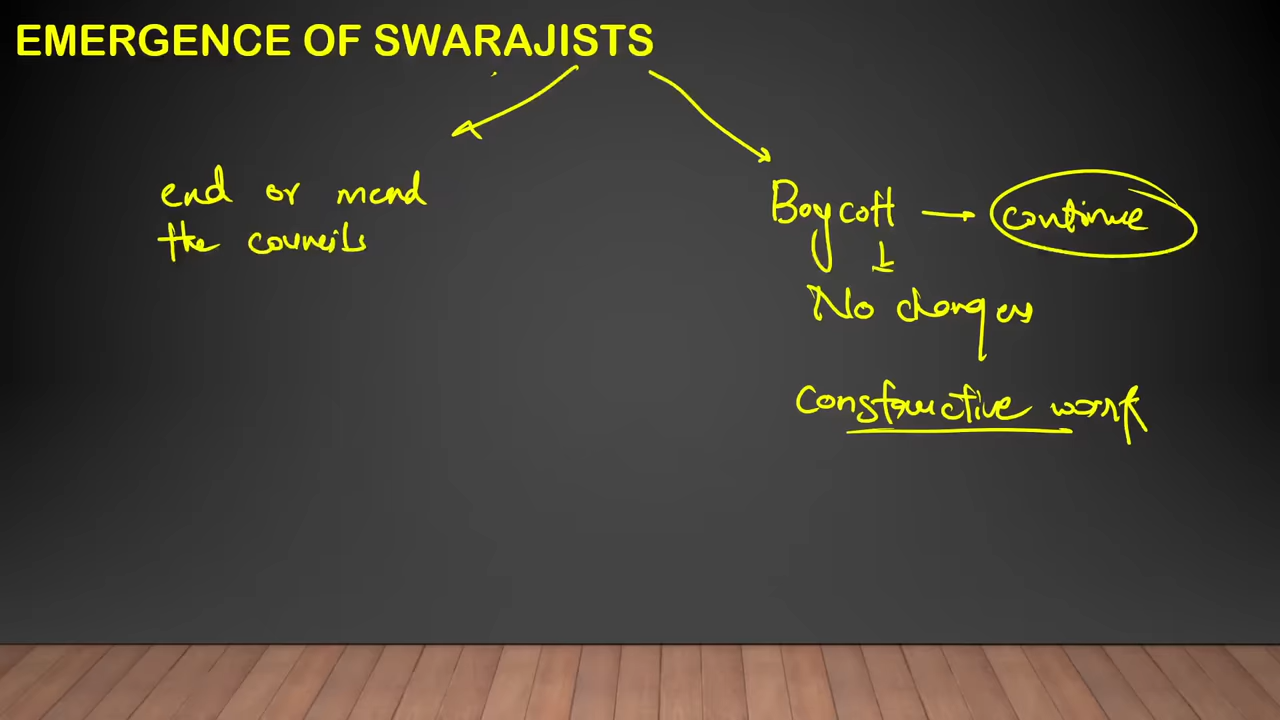 EMERGENCE OF SWARAJISTS
end or mend
the councils
Boycott → continue
No changes
Constructive work